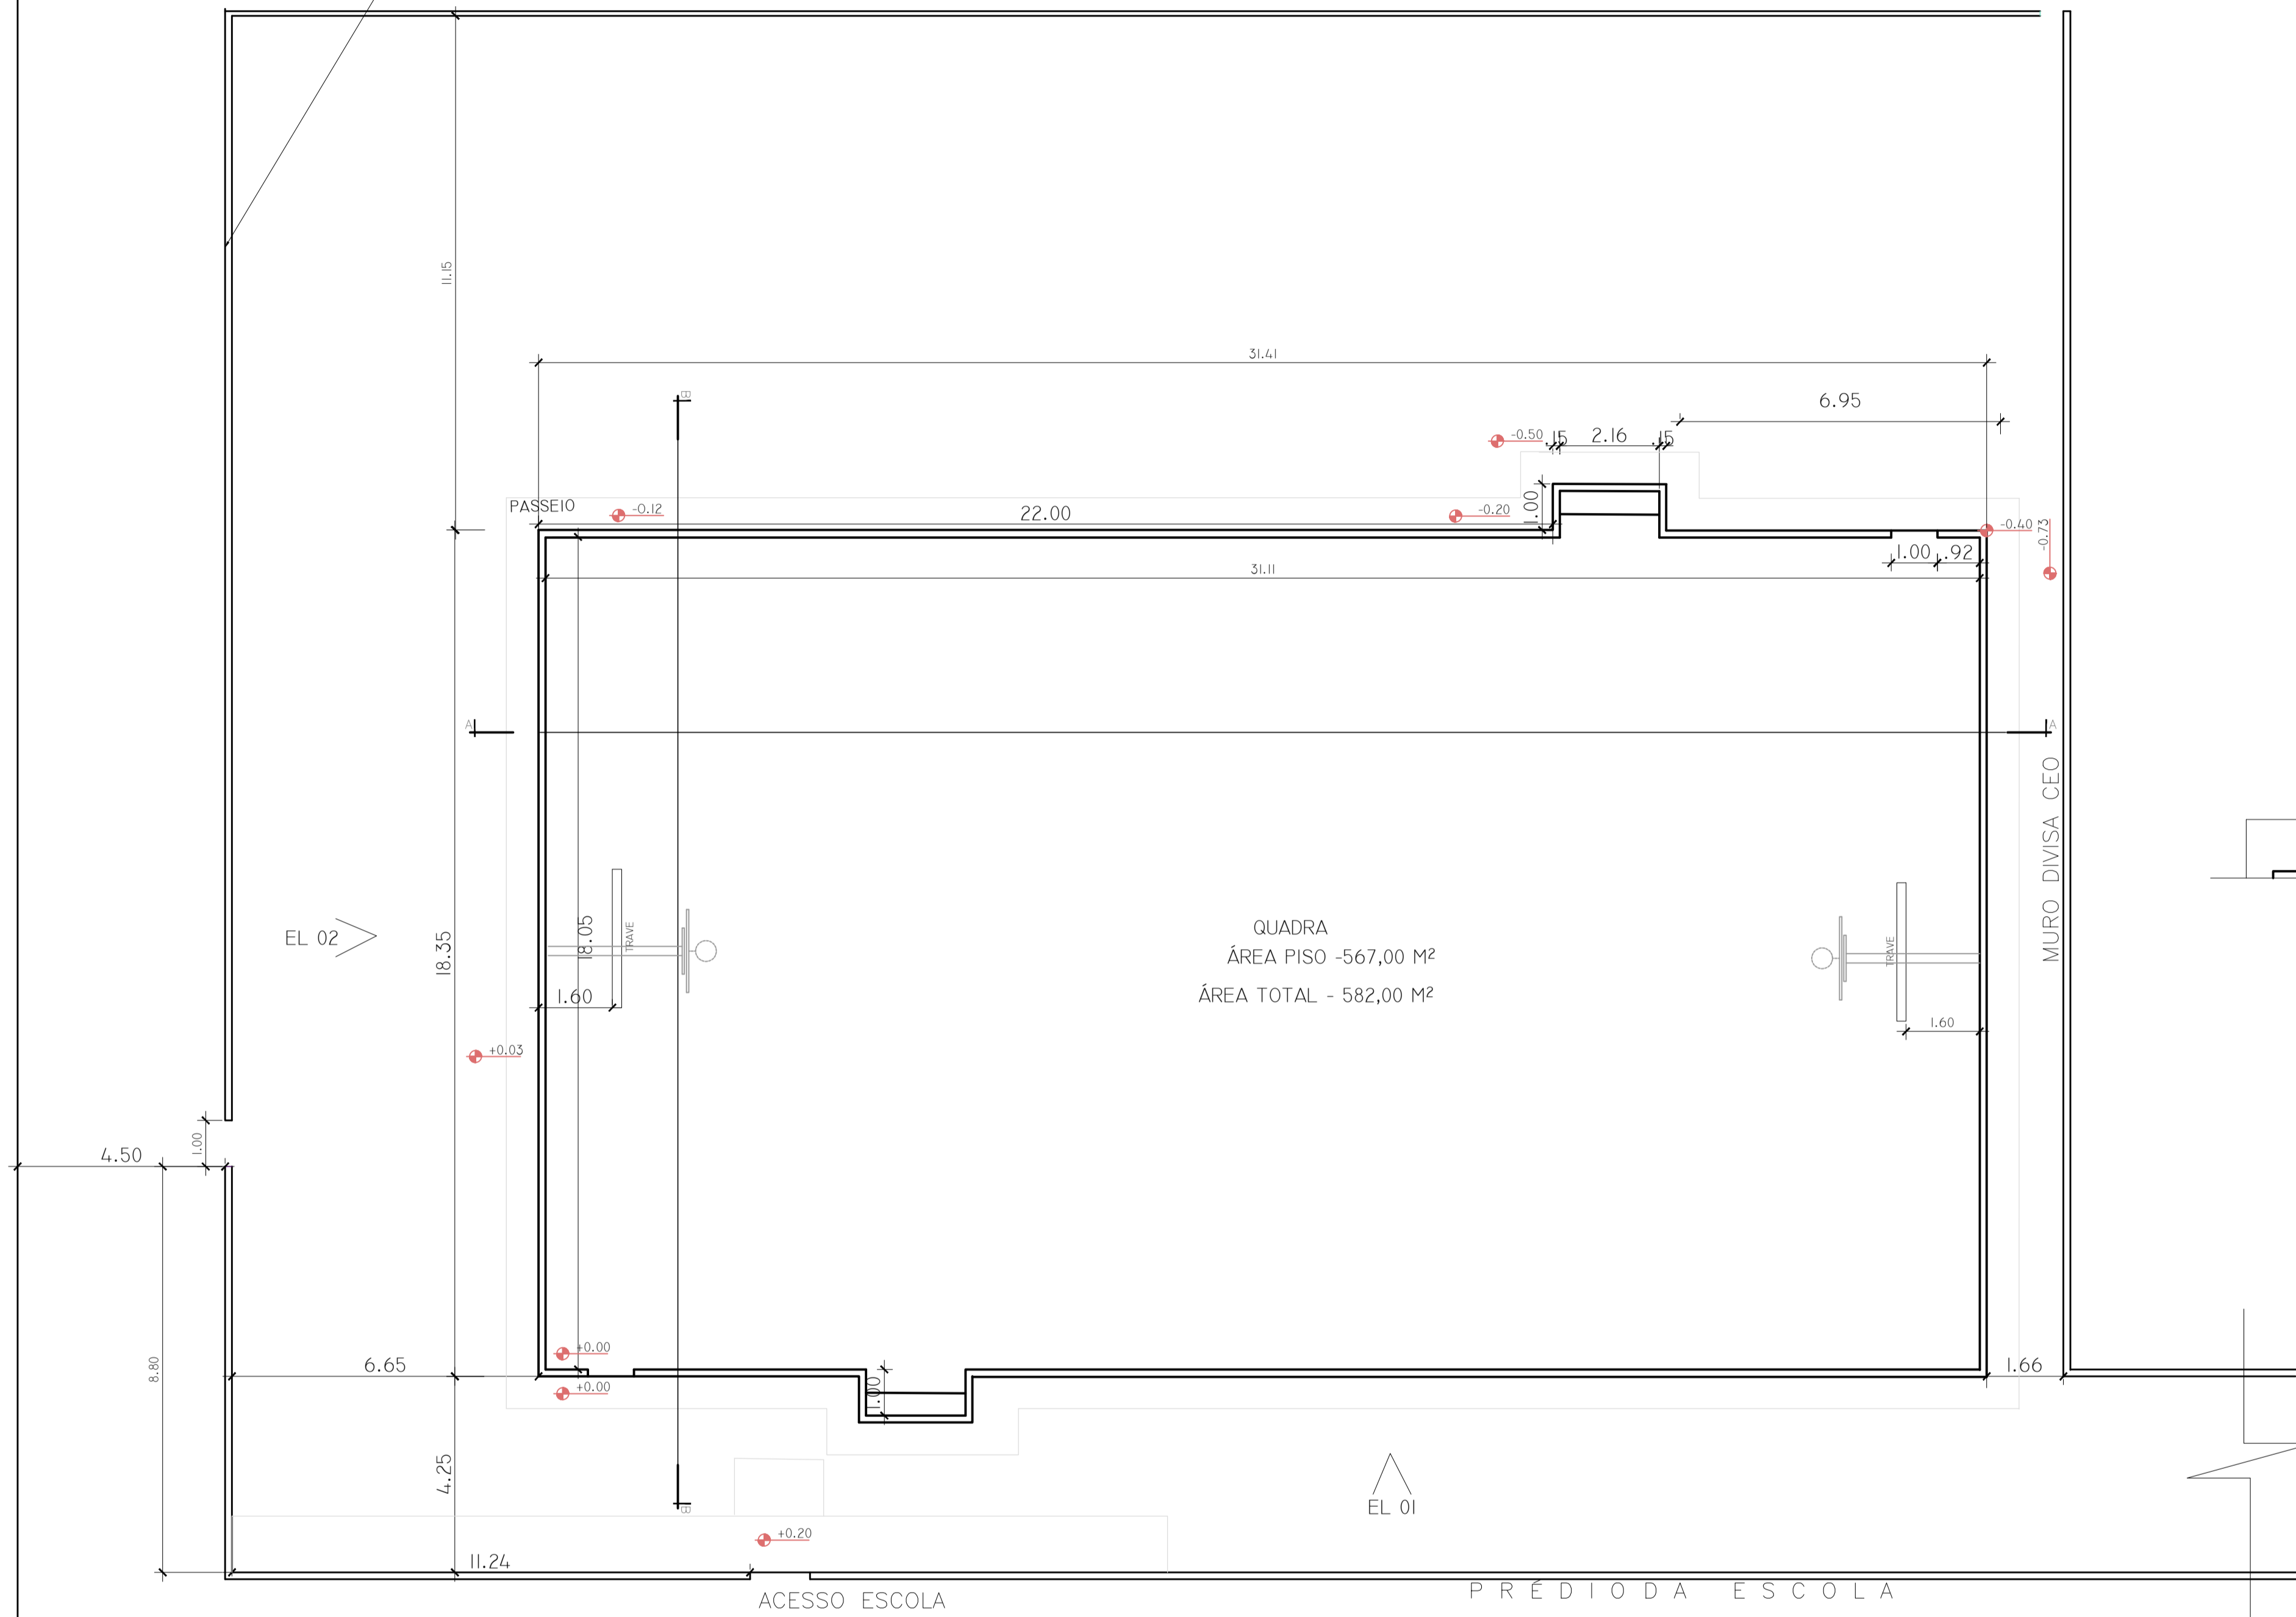 11.15
31.41
B
6.95
-0.50
.15
2.16
.15
PASSEIO
-0.12
22.00
-0.20
1.00
-0.40
-0.73
1.00
.92
31.11
A
A
MURO DIVISA CEO
EL 02
18.35
18.05
TRAVE
1.60
QUADRA
ÁREA PISO -567,00 M²
ÁREA TOTAL - 582,00 M²
TRAVE
1.60
+0.03
1.00
4.50
+0.00
8.80
6.65
+0.00
1.00
1.66
4.25
B
EL 01
+0.20
11.24
ACESSO ESCOLA
PRÉDIO DA ESCOLA